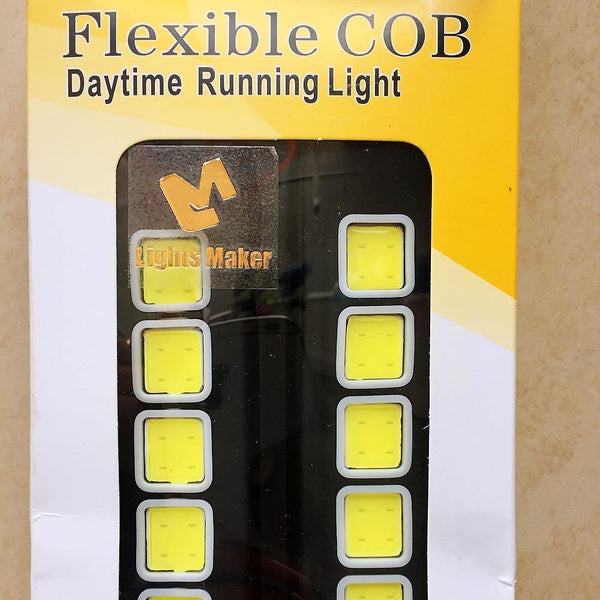 Flexible COB
Daytime Running Light
Lights Maker